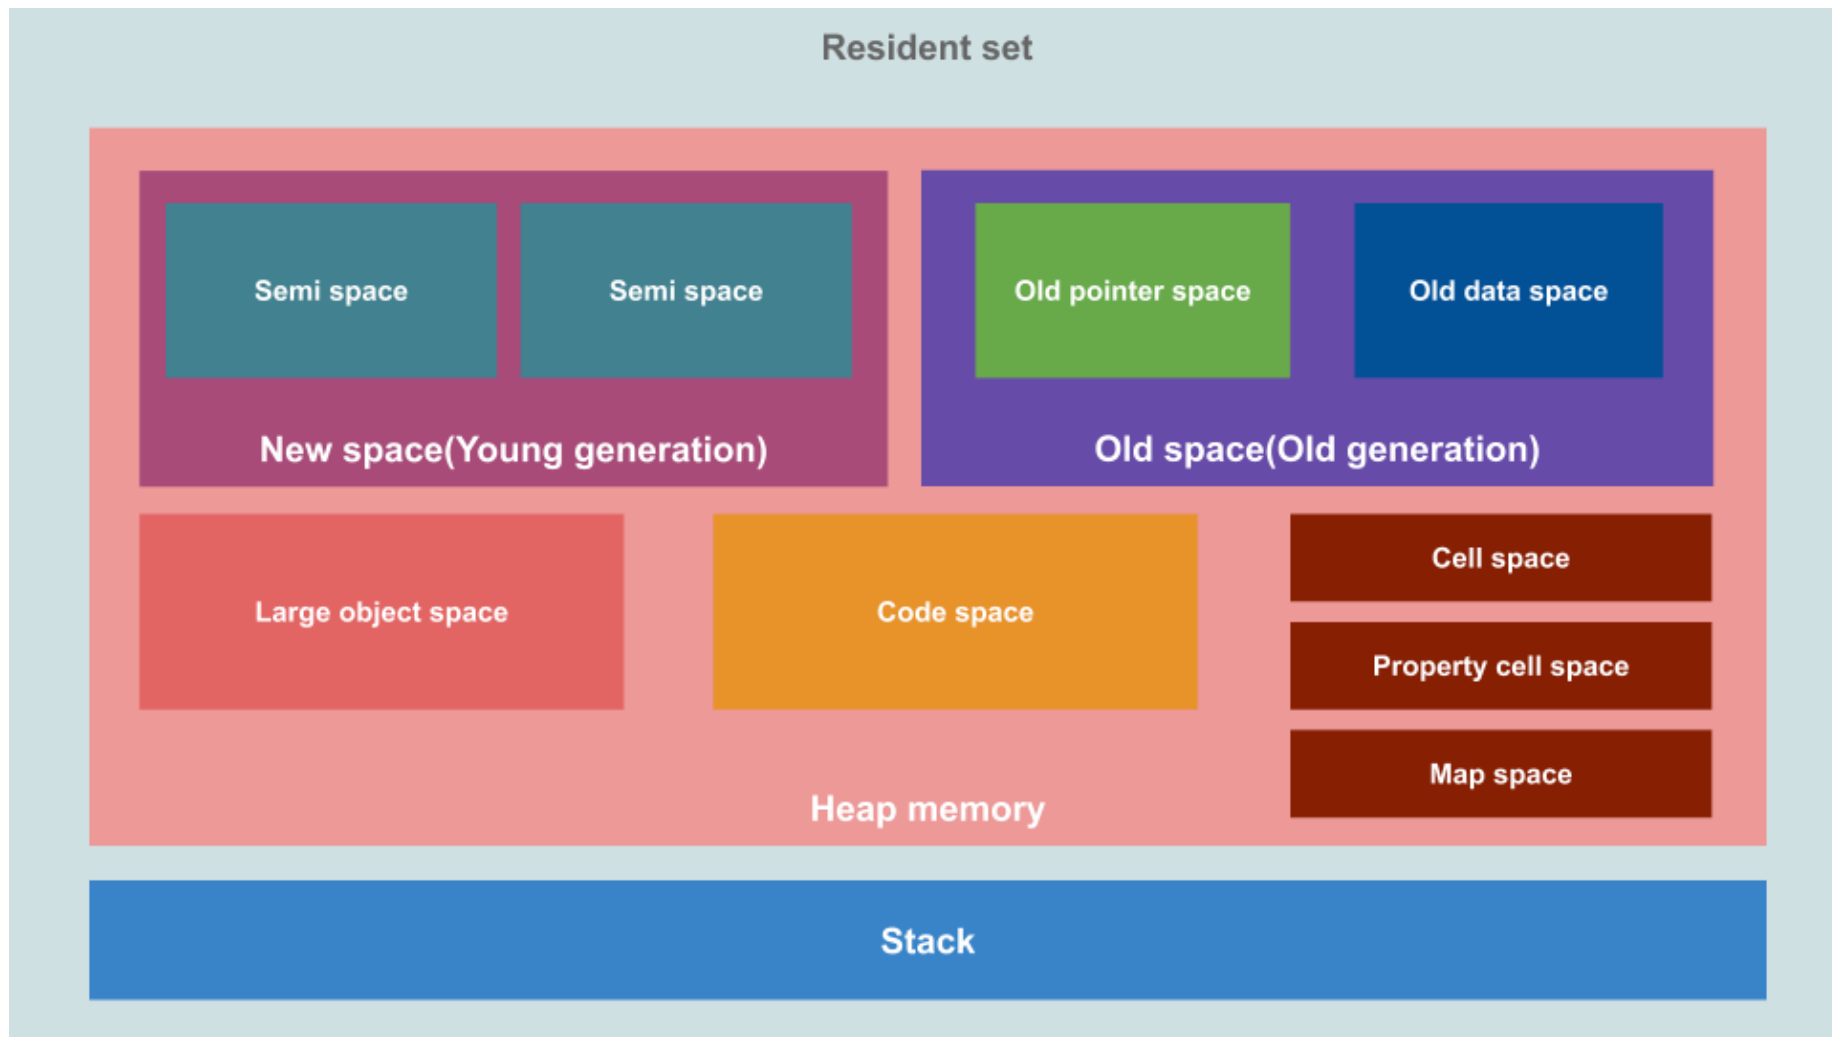 Resident set
Semi space
Semi space
Old pointer space
Old data space
New space(Young generation)
Old space(Old generation)
Large object space
Code space
Cell space
Property cell space
Map space
Heap memory
Stack